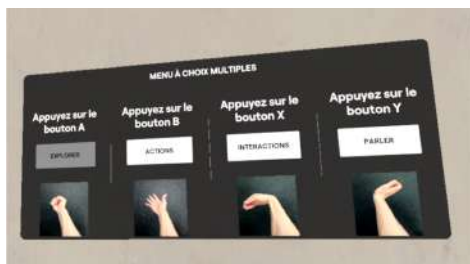 MENU À CHOIX MULTIPLES
Appuyez sur le
bouton A
EXPLORER
Appuyez sur le
bouton B
ACTIONS
Appuyez sur le
bouton X
INTERACTIONS
Appuyez sur le
bouton Y
PARLER